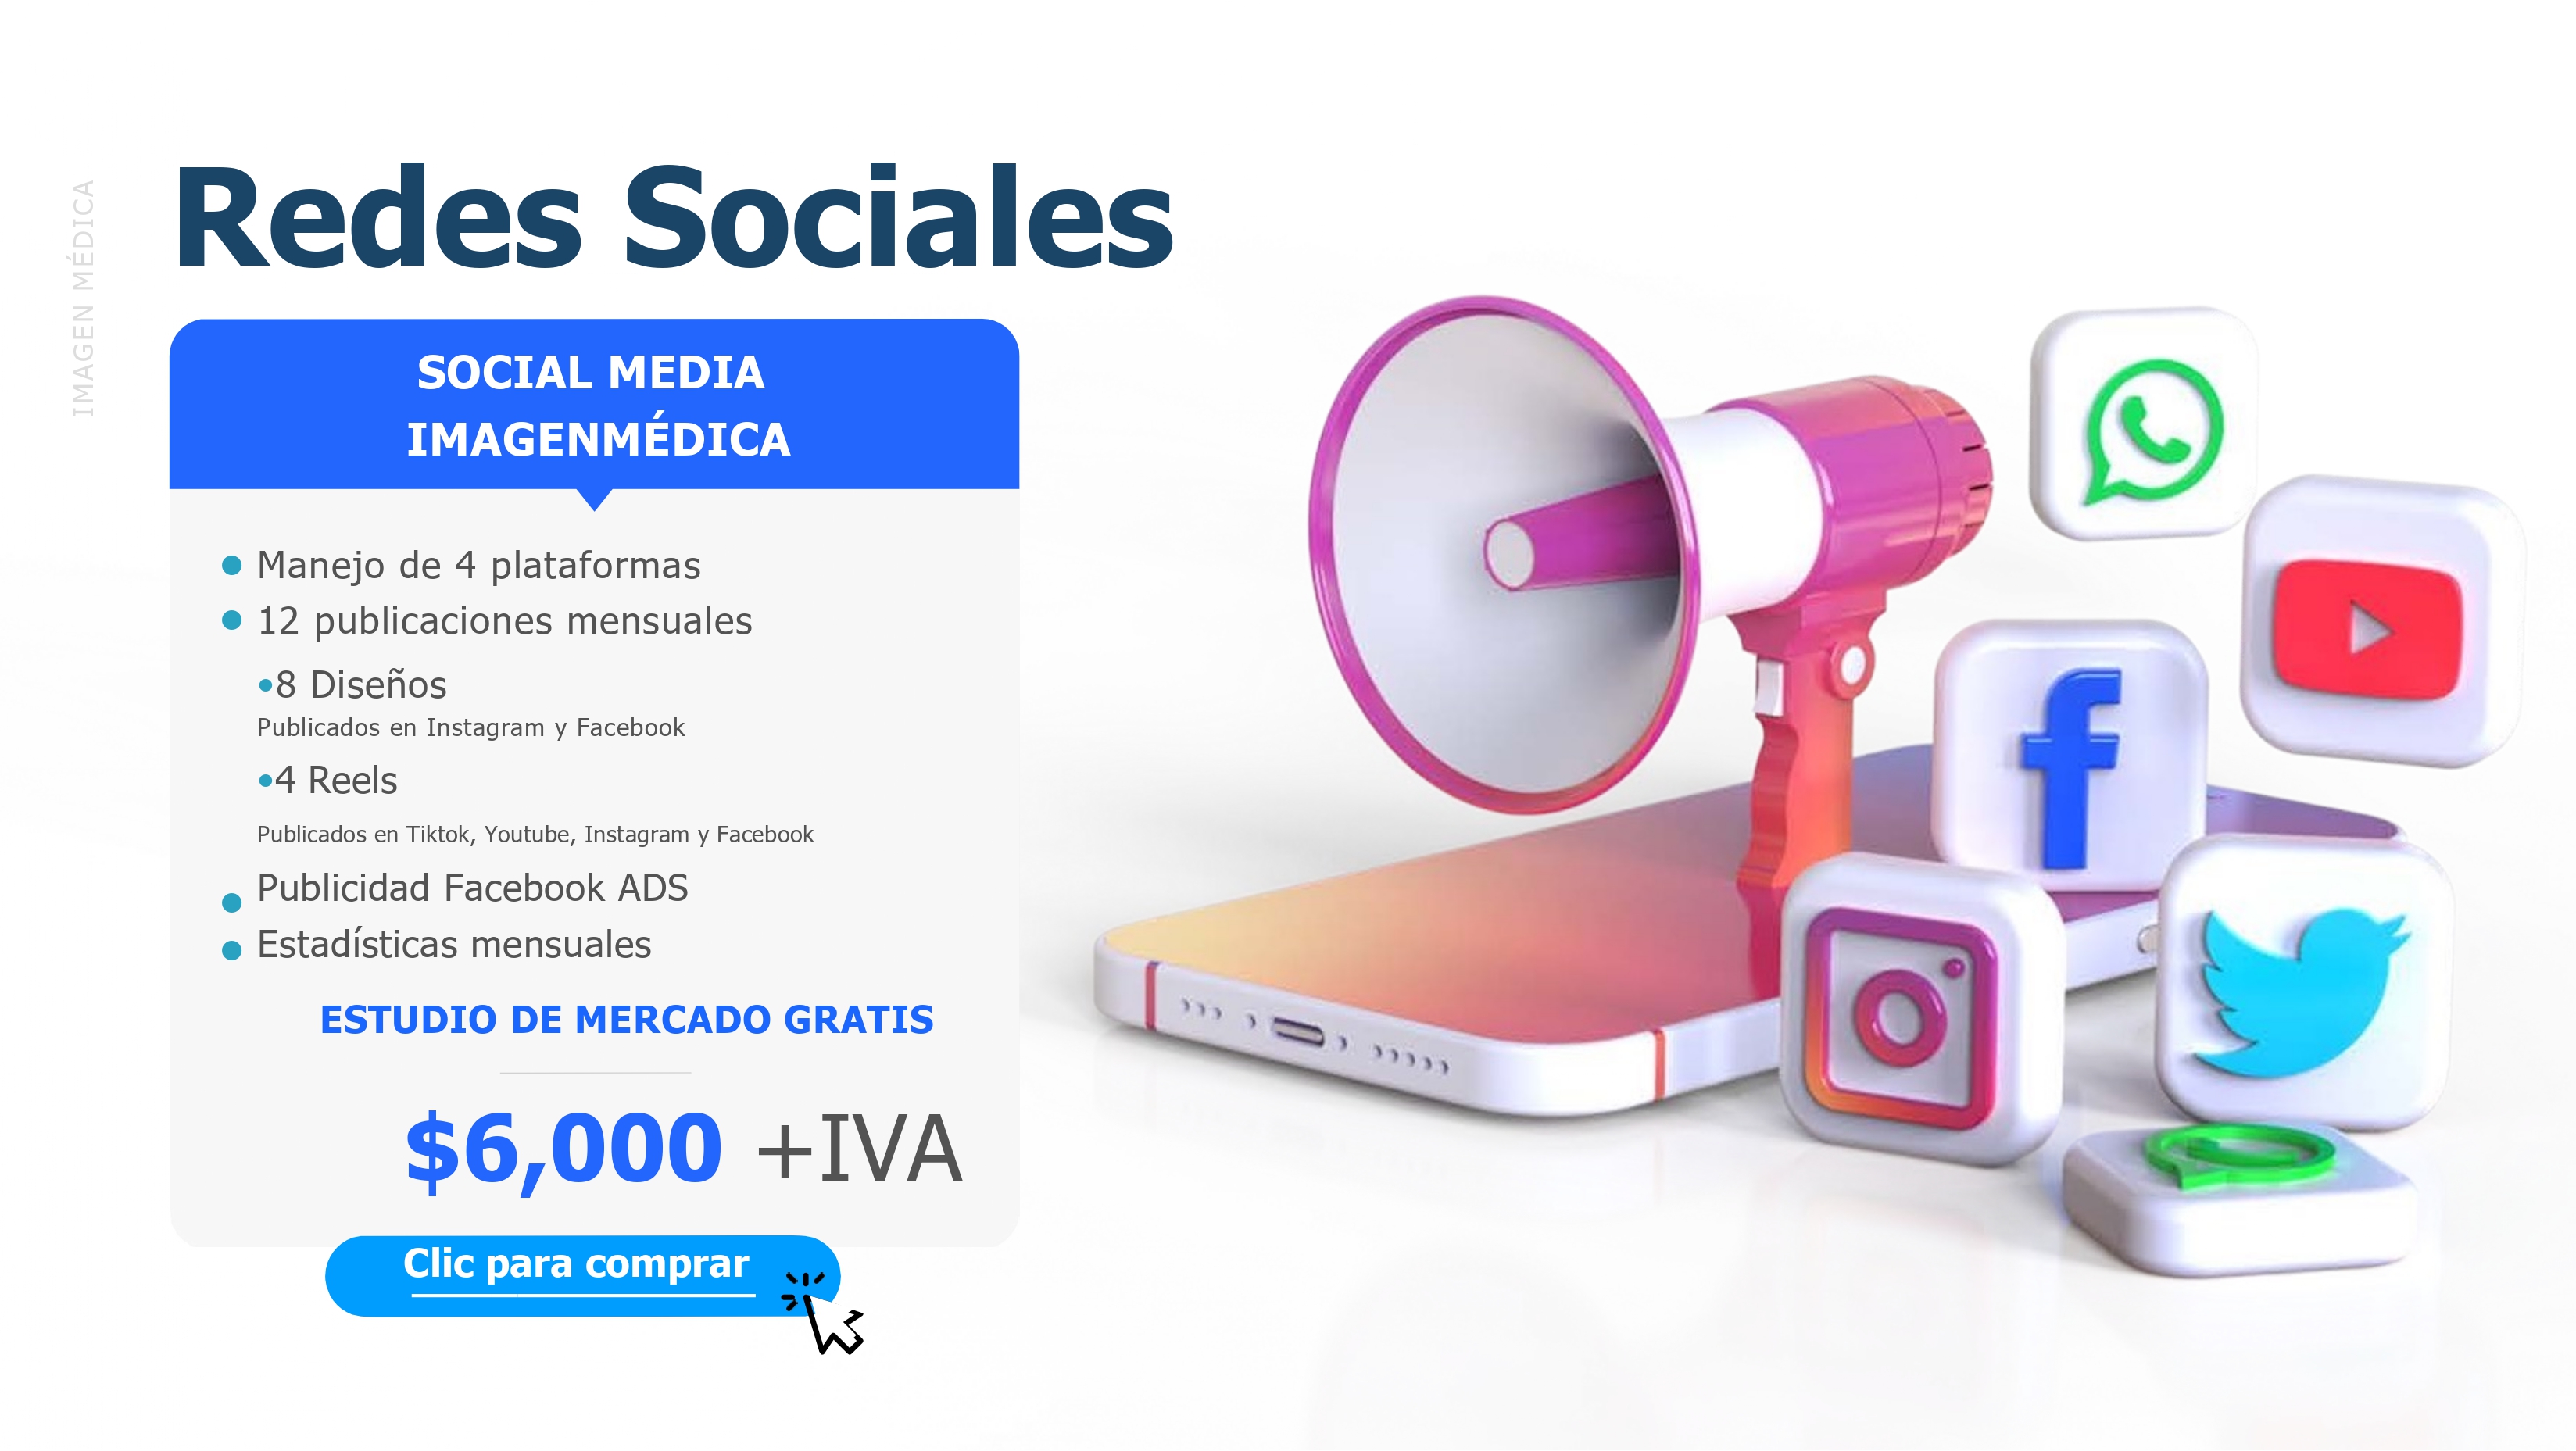 IMAGEN MÉDICA
Redes Sociales
SOCIAL MEDIA
IMAGENMÉDICA
Manejo de 4 plataformas
12 publicaciones mensuales
•8 Diseños
Publicados en Instagram y Facebook
•4 Reels
Publicados en Tiktok, Youtube, Instagram y Facebook
Publicidad Facebook ADS
Estadísticas mensuales
ESTUDIO DE MERCADO GRATIS
$6,000 +IVA
Clic para comprar